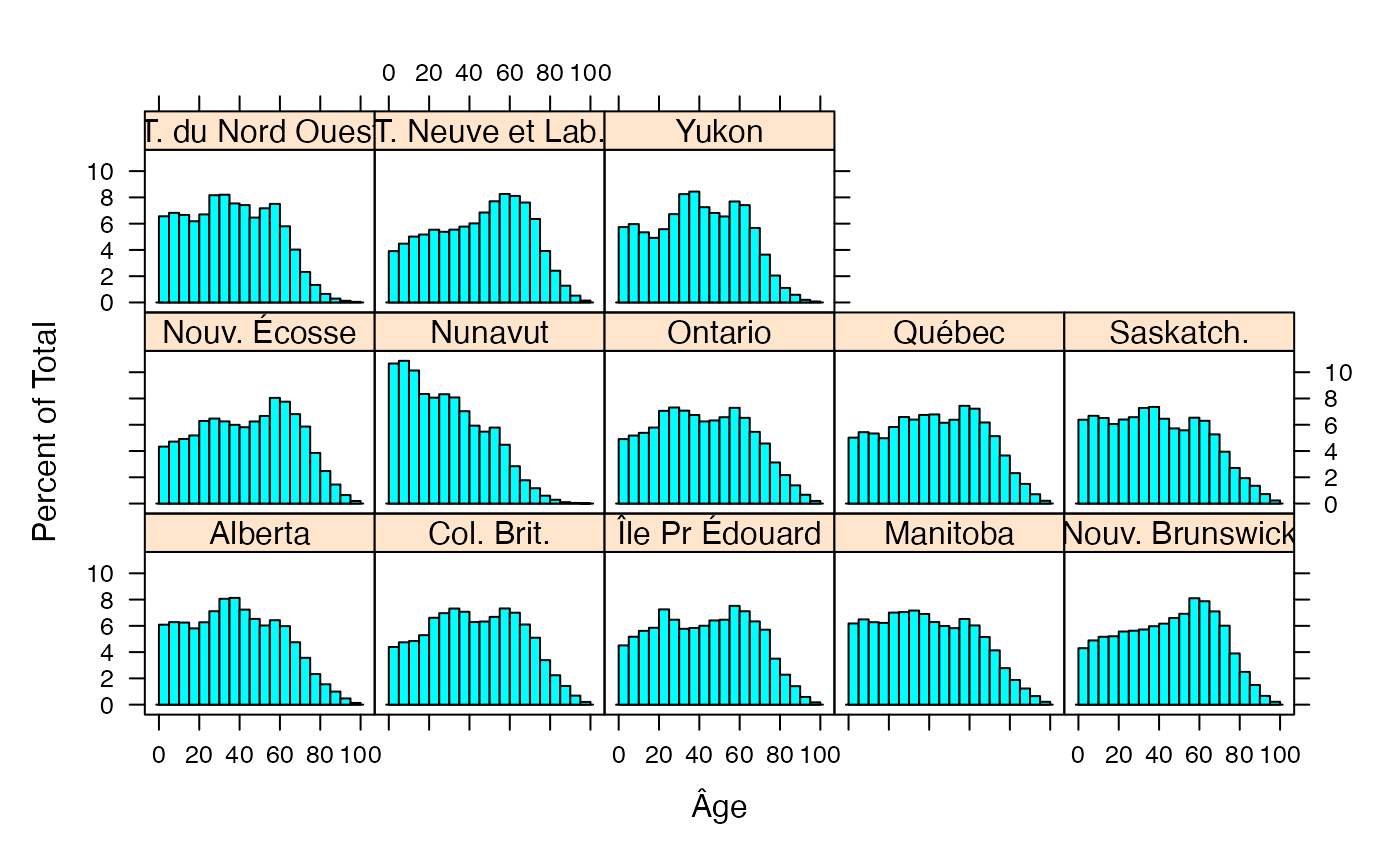 0 20 40 60 80 100
T. du Nord Ouest T. Neuve et Lab. Yukon
10
8
6
4
2
0
Nouv. Écosse Nunavut Ontario Québec Saskatch.
10
8
6
4
2
0
Alberta Col. Brit. Île Pr Édouard Manitoba Nouv. Brunswick
10
8
6
4
2
0
0 20 40 60 80 100 0 20 40 60 80 100 0 20 40 60 80 100
Âge
Percent of Total